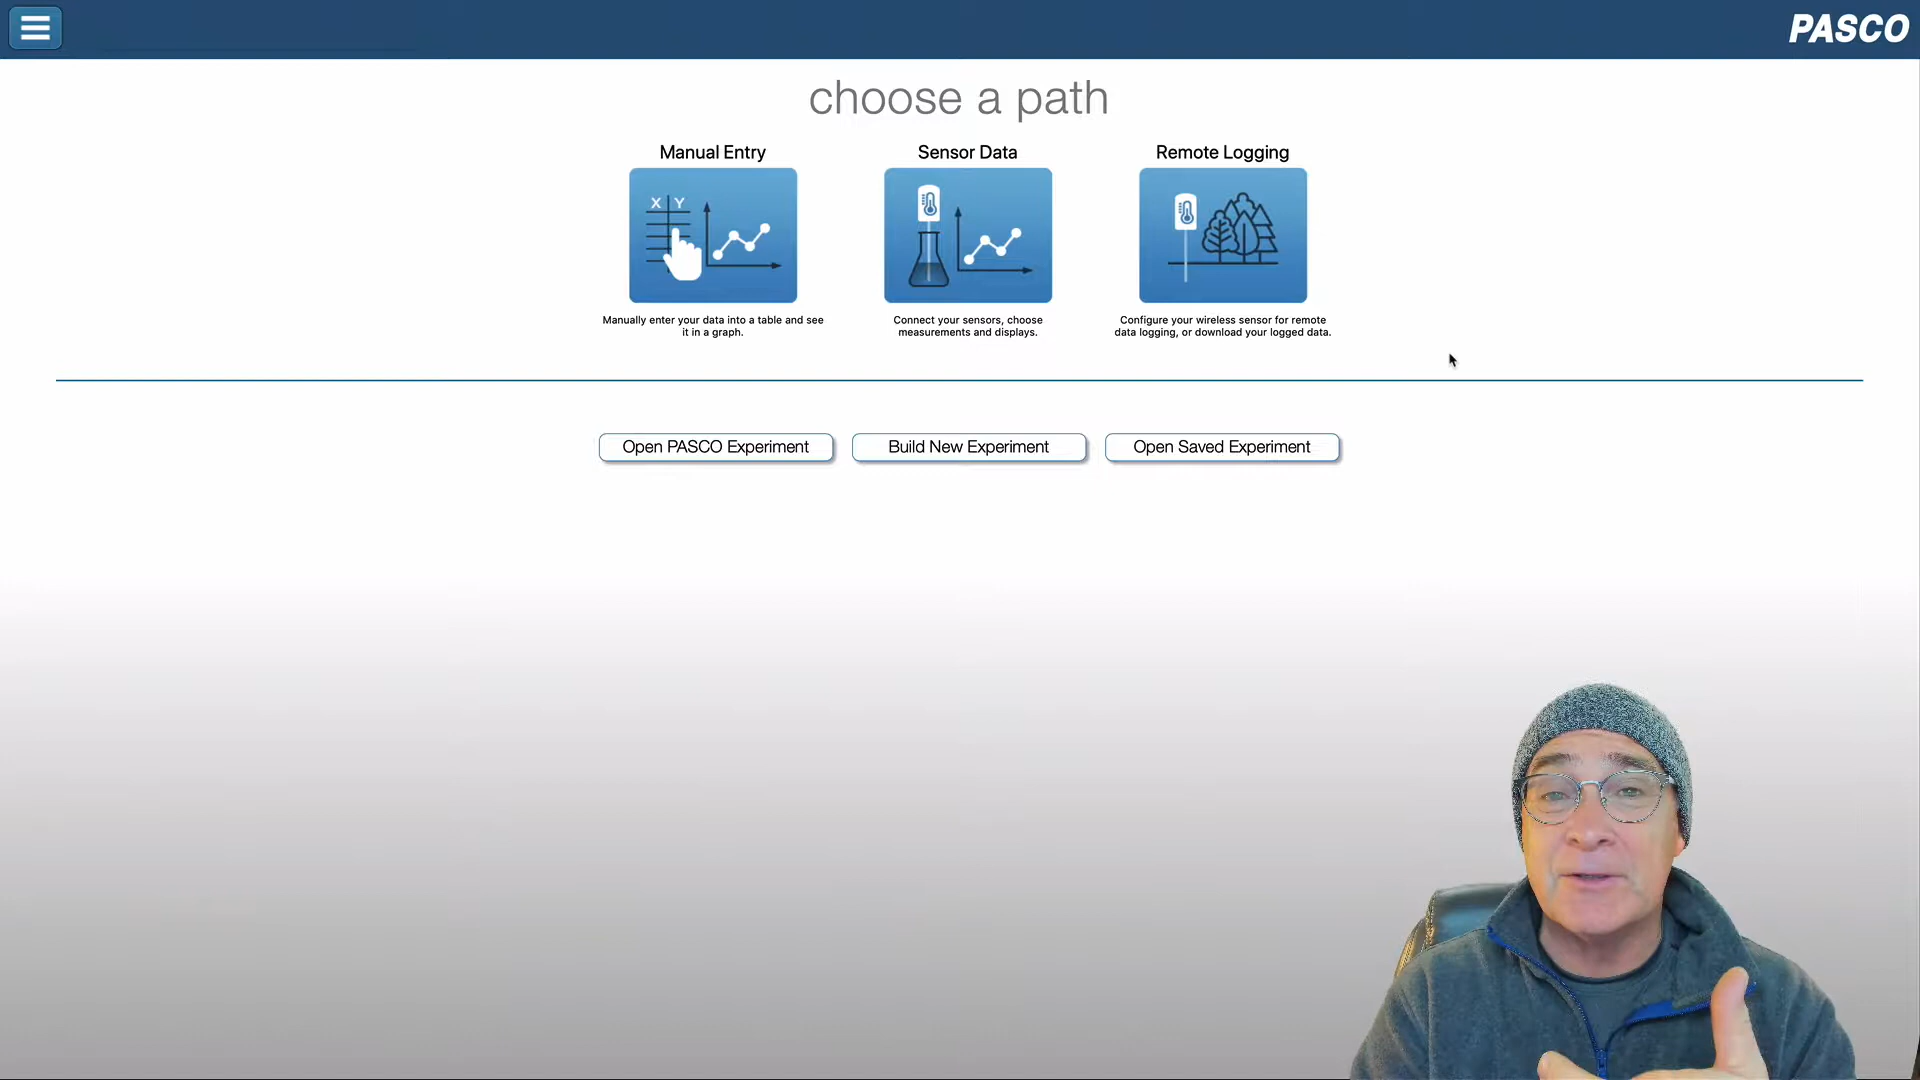 PASCO
choose a path
Manual Entry
Sensor Data
Remote Logging
X Y
Manually enter your data into a table and see
it in a graph.
Connect your sensors, choose
measurements and displays.
Configure your wireless sensor for remote
data logging, or download your logged data.
Open PASCO Experiment
Build New Experiment
Open Saved Experiment